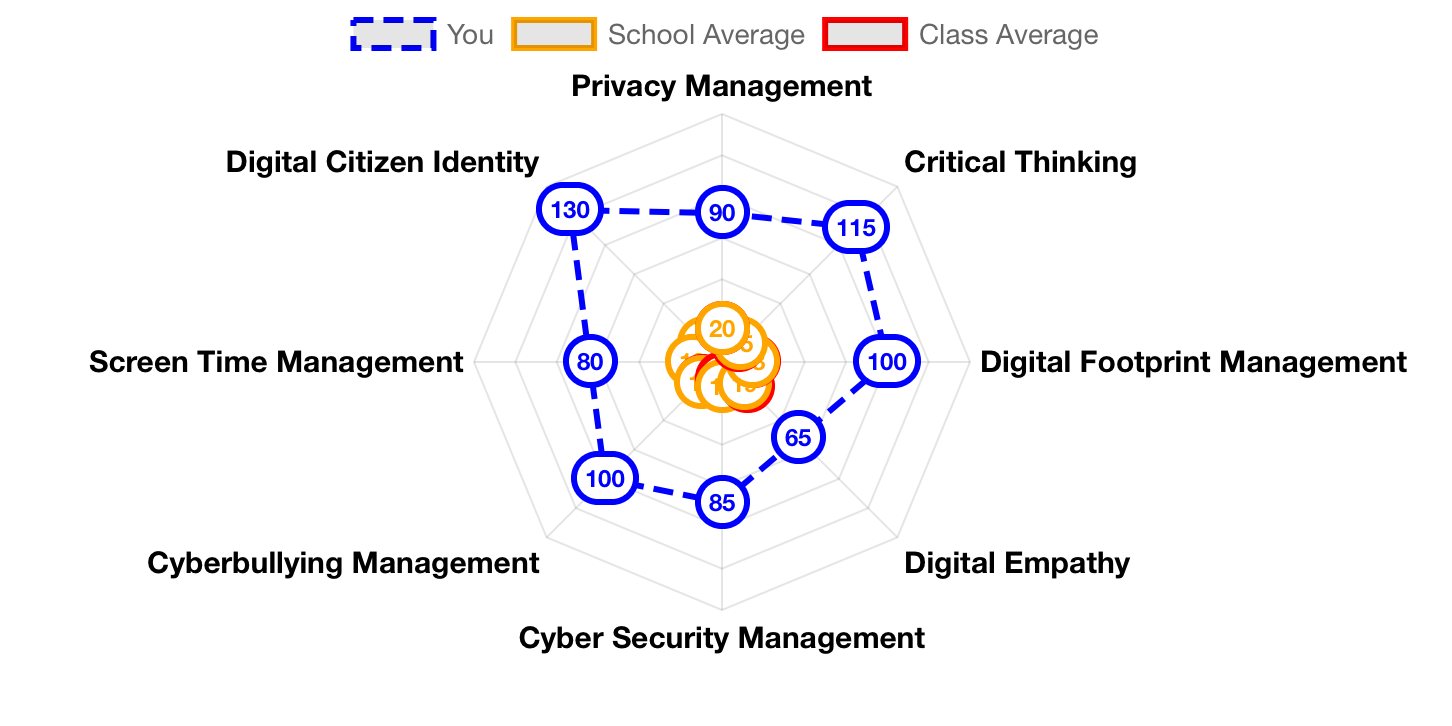 You School Average Class Average
Privacy Management
Digital Citizen Identity Critical Thinking
130 90 115
20
Screen Time Management 80 100 Digital Footprint Management
65
100 85
Cyberbullying Management Digital Empathy
Cyber Security Management